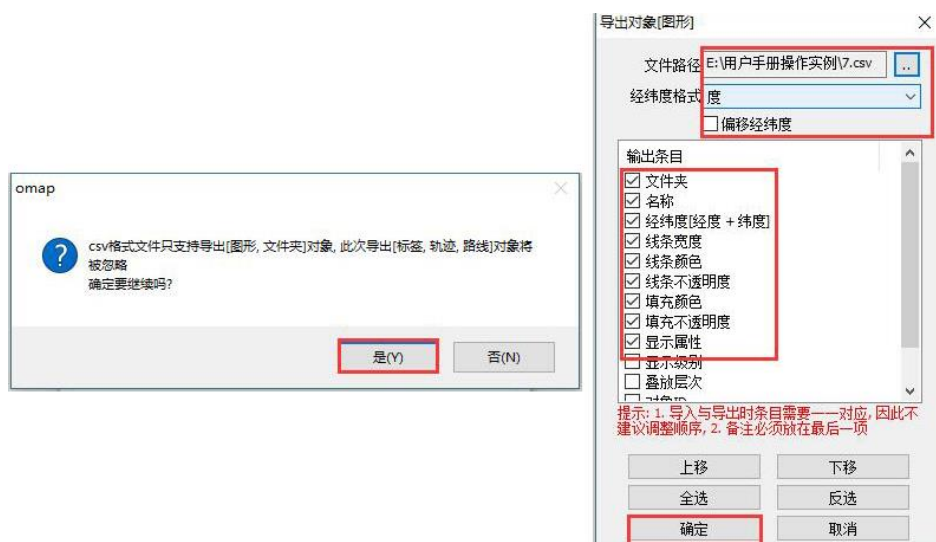 omap
csv格式文件只支持导出[图形, 文件夹]对象, 此次导出[标签, 轨迹, 路线]对象将
被忽略
确定要继续吗?
是(Y)
否(N)
导出对象[图形]
文件路径 E:\用户手册操作实例\7.csv ..
经纬度格式 度
偏移经纬度
输出条目
文件夹
名称
经纬度[经度 + 纬度]
线条宽度
线条颜色
线条不透明度
填充颜色
填充不透明度
显示属性
显示级别
叠放层次
提示: 1. 导入与导出时条目需要一一对应, 因此不
建议调整顺序, 2. 备注必须放在最后一项
上移
下移
全选
反选
确定
取消